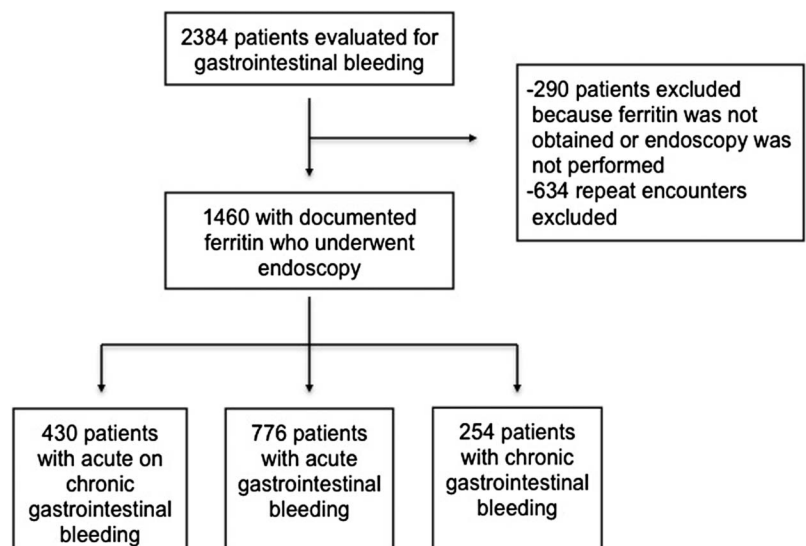 2384 patients evaluated for
gastrointestinal bleeding
-290 patients excluded
because ferritin was not
obtained or endoscopy was
not performed
-634 repeat encounters
excluded
1460 with documented
ferritin who underwent
endoscopy
430 patients
with acute on
chronic
gastrointestinal
bleeding
776 patients
with acute
gastrointestinal
bleeding
254 patients
with chronic
gastrointestinal
bleeding